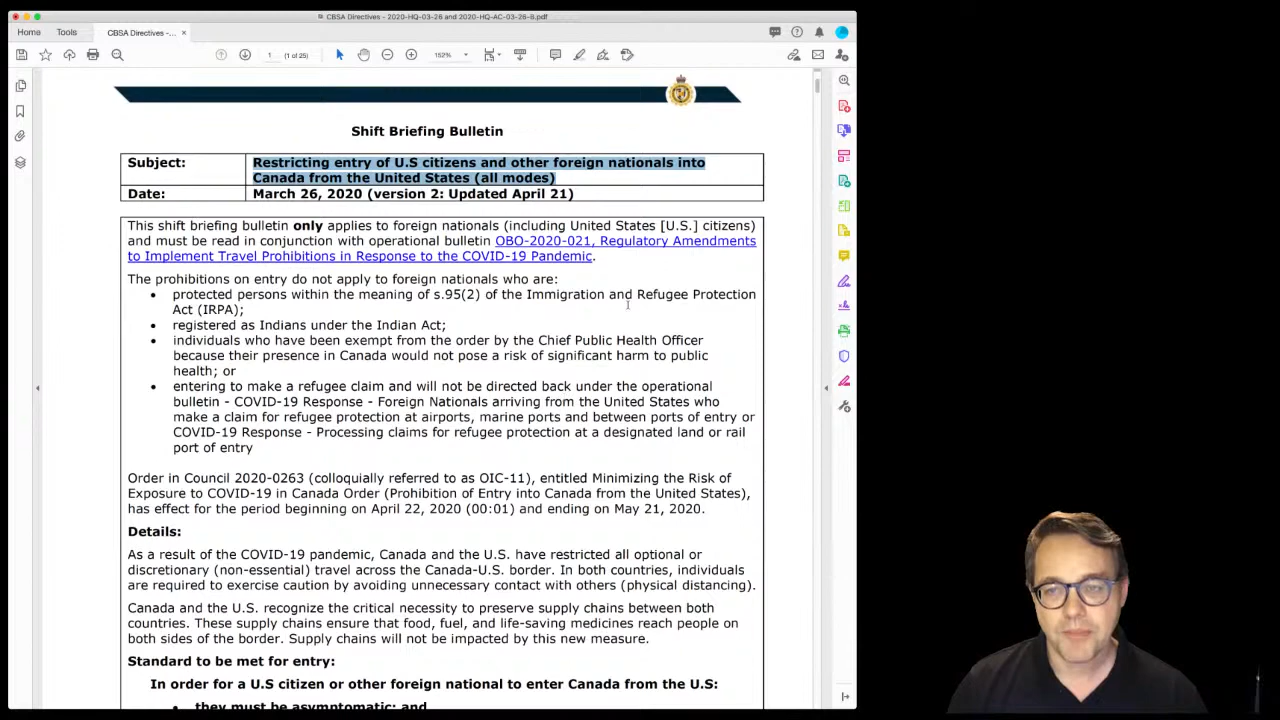 CBSA Directives - 2020-HQ-03-26 and 2020-HQ-AC-03-26-B.pdf
Home Tools CBSA Directives -... ×
1 (1 of 25) 152%
Shift Briefing Bulletin
Subject: Restricting entry of U.S citizens and other foreign nationals into
Canada from the United States (all modes)
Date: March 26, 2020 (version 2: Updated April 21)
This shift briefing bulletin only applies to foreign nationals (including United States [U.S.] citizens)
and must be read in conjunction with operational bulletin OBO-2020-021, Regulatory Amendments
to Implement Travel Prohibitions in Response to the COVID-19 Pandemic.
The prohibitions on entry do not apply to foreign nationals who are:
• protected persons within the meaning of s.95(2) of the Immigration and Refugee Protection
Act (IRPA);
• registered as Indians under the Indian Act;
• individuals who have been exempt from the order by the Chief Public Health Officer
because their presence in Canada would not pose a risk of significant harm to public
health; or
• entering to make a refugee claim and will not be directed back under the operational
bulletin - COVID-19 Response - Foreign Nationals arriving from the United States who
make a claim for refugee protection at airports, marine ports and between ports of entry or
COVID-19 Response - Processing claims for refugee protection at a designated land or rail
port of entry
Order in Council 2020-0263 (colloquially referred to as OIC-11), entitled Minimizing the Risk of
Exposure to COVID-19 in Canada Order (Prohibition of Entry into Canada from the United States),
has effect for the period beginning on April 22, 2020 (00:01) and ending on May 21, 2020.
Details:
As a result of the COVID-19 pandemic, Canada and the U.S. have restricted all optional or
discretionary (non-essential) travel across the Canada-U.S. border. In both countries, individuals
are required to exercise caution by avoiding unnecessary contact with others (physical distancing).
Canada and the U.S. recognize the critical necessity to preserve supply chains between both
countries. These supply chains ensure that food, fuel, and life-saving medicines reach people on
both sides of the border. Supply chains will not be impacted by this new measure.
Standard to be met for entry:
In order for a U.S citizen or other foreign national to enter Canada from the U.S:
• they must be asymptomatic; and